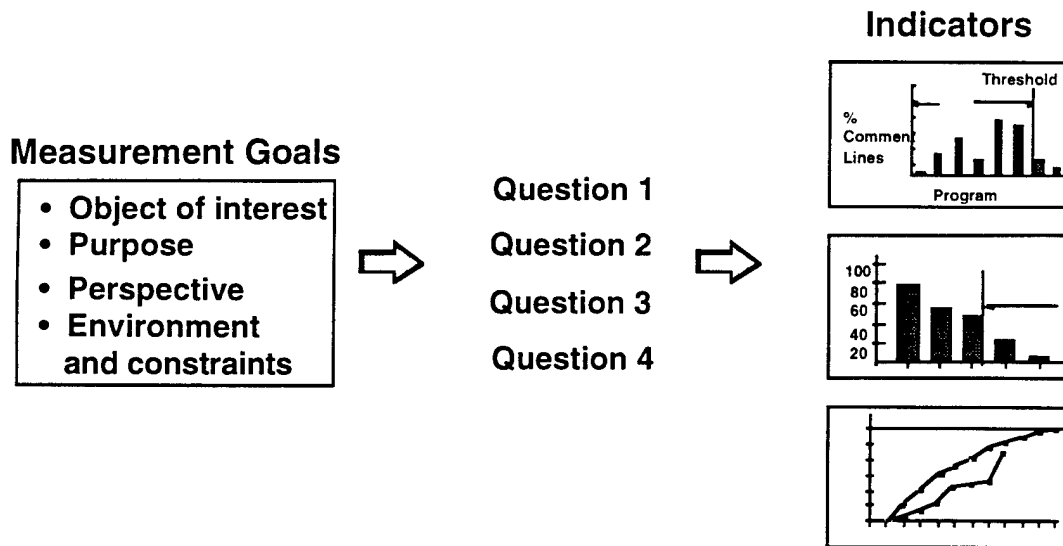 Indicators
Threshold
%
Commen
Lines
Program
Measurement Goals
• Object of interest
• Purpose
• Perspective
• Environment
and constraints
Question 1
Question 2
Question 3
Question 4
100
80
60
40
20